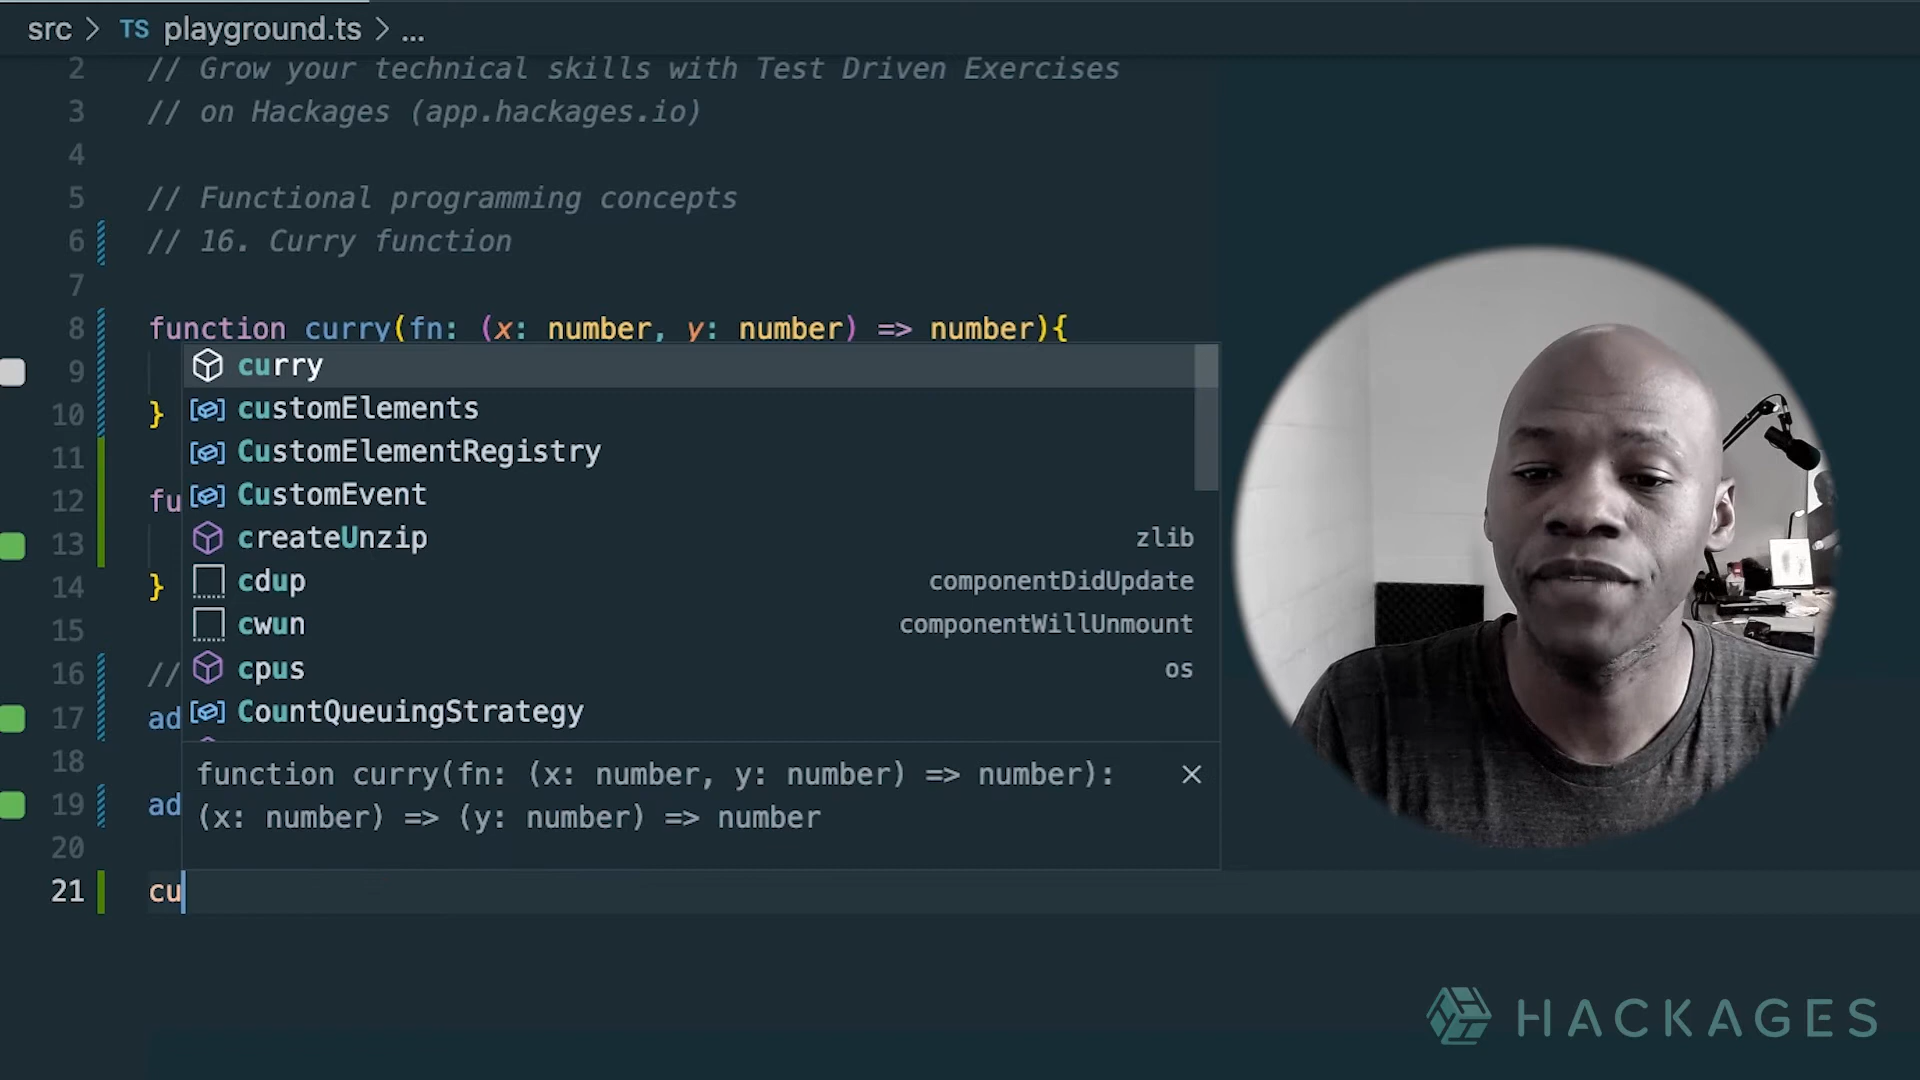 src > TS playground.ts > ...
2 // Grow your technical skills with Test Driven Exercises
3 // on Hackages (app.hackages.io)
4
5 // Functional programming concepts
6 // 16. Curry function
7
8 function curry(fn: (x: number, y: number) => number){
9 curry
customElements
10 }
CustomElementRegistry
11
12 fu
CustomEvent
13 createUnzip zlib
14 }
cdup componentDidUpdate
15 cwun componentWillUnmount
16 //
cpus os
17 ad
CountQueuingStrategy
18 function curry(fn: (x: number, y: number) => number):
19 ad
(x: number) => (y: number) => number
20
21 cu
HACKAGES